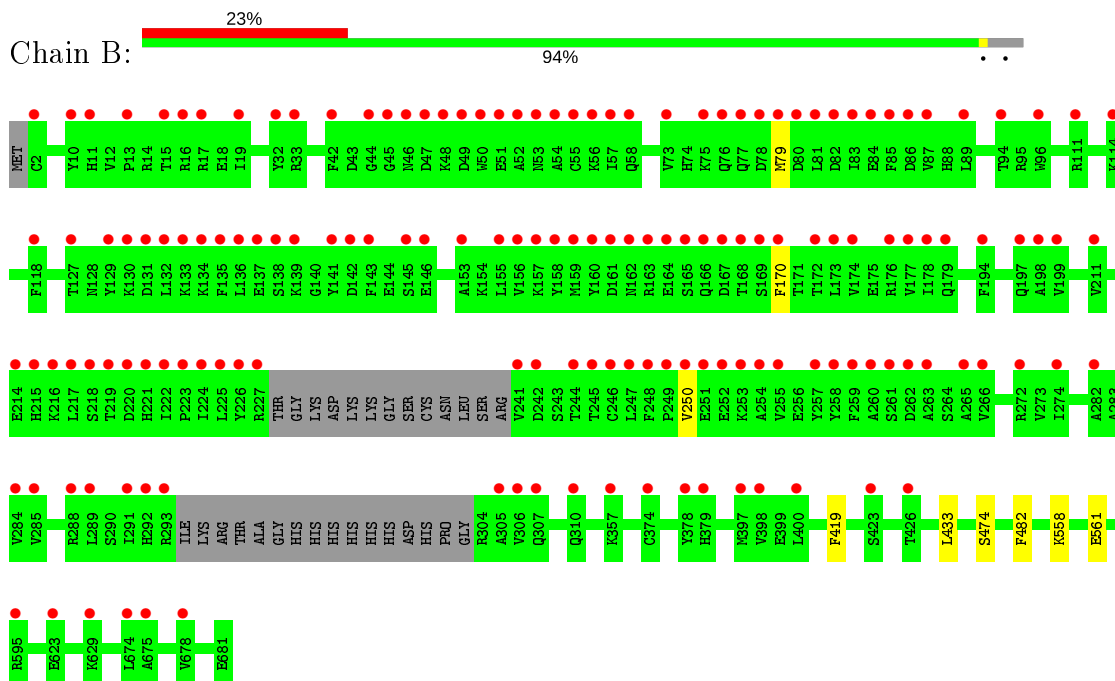 23%
Chain B:
94%
MET C2 Y10 H11 V12 P13 R14 T15 R16 R17 E18 I19 Y32 R33 F42 D43 G44 G45 N46 D47 K48 D49 W50 E51 A52 N53 A54 C55 K56 I57 Q58 V73 H74 K75 Q76 Q77 D78 M79 D80 L81 D82 I83 E84 F85 D86 V87 H88 L89 T94 R95 W96 R111 K114
F118 T127 N128 Y129 K130 D131 L132 K133 K134 F135 L136 E137 S138 K139 G140 Y141 D142 F143 E144 S145 E146 A153 K154 L155 V156 K157 Y158 M159 Y160 D161 N162 R163 E164 S165 Q166 D167 T168 S169 F170 T171 T172 L173 V174 E175 R176 V177 I178 Q179 F194 Q197 A198 V199 V211
E214 H215 K216 L217 S218 T219 D220 H221 I222 P223 I224 L225 Y226 R227 THR GLY LYS ASP LYS LYS GLY SER CYS ASN LEU SER ARG V241 D242 S243 T244 T245 C246 L247 F248 P249 V250 E251 E252 K253 A254 V255 E256 Y257 Y258 F259 A260 S261 D262 A263 S264 A265 V266 R272 V273 I274 A282 A283
V284 V285 R288 L289 S290 I291 H292 R293 ILE LYS ARG THR ALA GLY HIS HIS HIS HIS HIS HIS ASP HIS PRO GLY R304 A305 V306 Q307 Q310 K357 C374 Y378 H379 M397 V398 E399 L400 F419 S423 T426 L433 S474 F482 K558 E561
R595 E623 K629 L674 A675 V678 E681